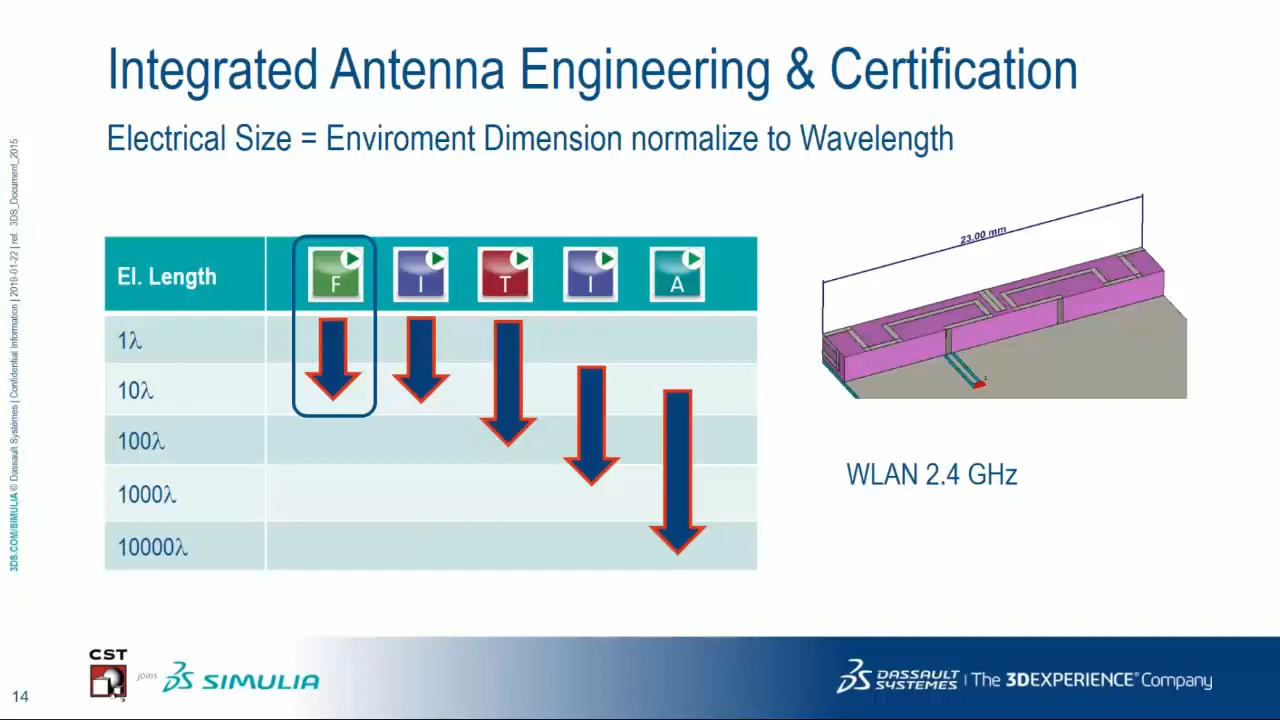 Integrated Antenna Engineering & Certification
Electrical Size = Enviroment Dimension normalize to Wavelength
3DS.COM/SIMULIA © Dassault Systèmes | Confidential Information | 2019-01-22 | ref.: 3DS_Document_2015
El. Length F I T I A
1λ
10λ
100λ
1000λ
10000λ
23.00 mm
1
WLAN 2.4 GHz
CST
joins
SIMULIA
DASSAULT
SYSTEMES | The 3DEXPERIENCE® Company
14